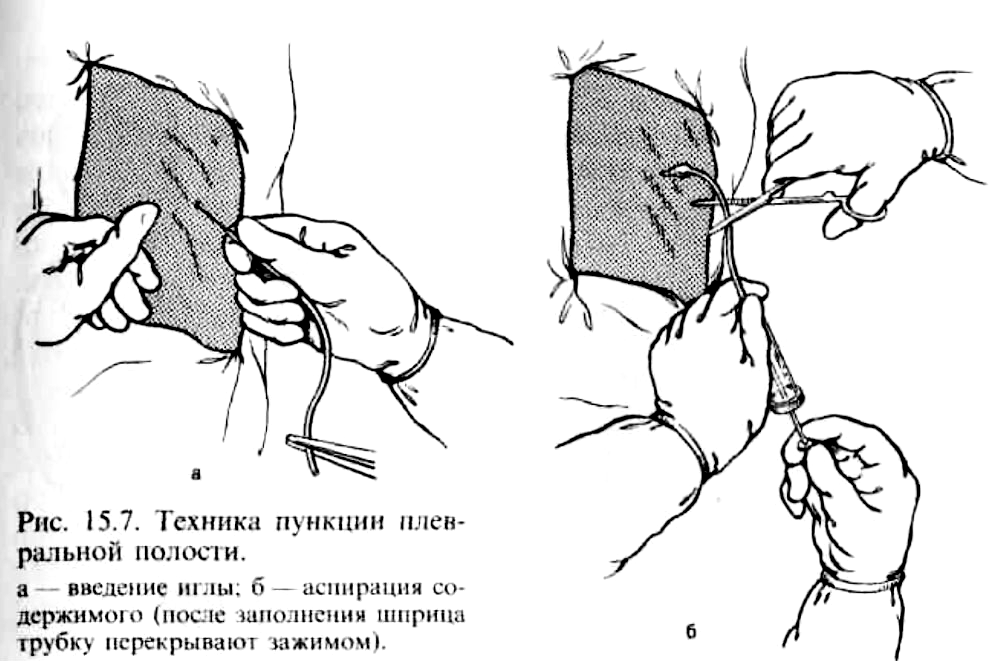 а
б
Рис. 15.7. Техника пункции плев-
ральной полости.
а — введение иглы; б — аспирация со-
держимого (после заполнения шприца
трубку перекрывают зажимом).